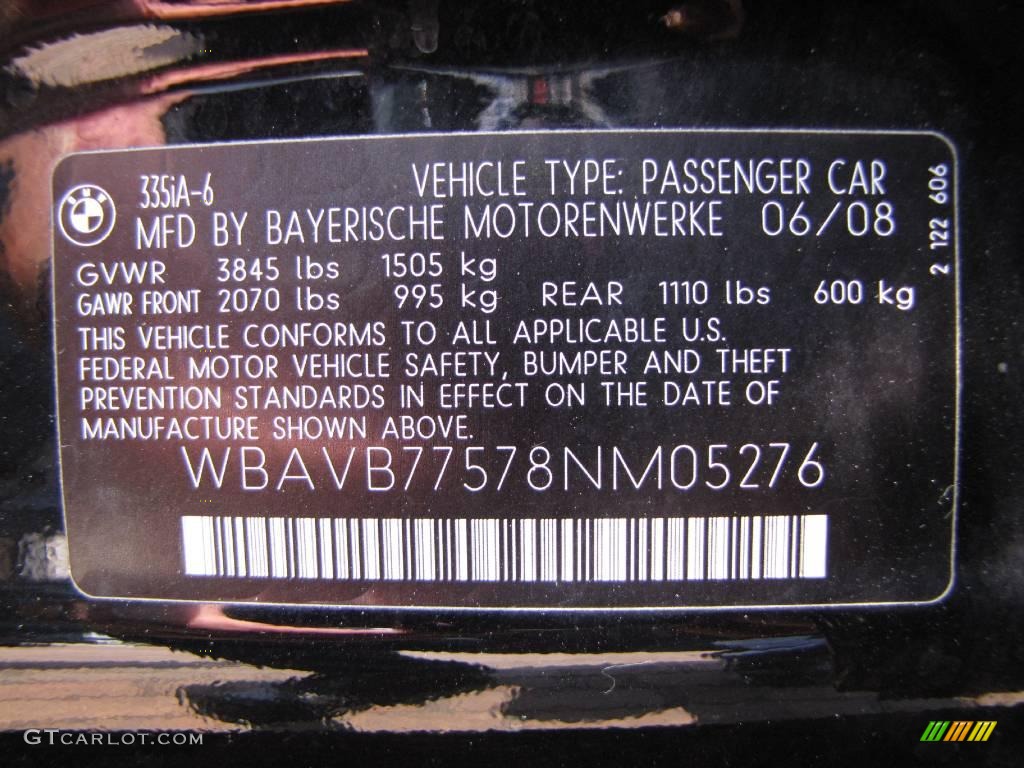 335iA-6 VEHICLE TYPE: PASSENGER CAR
MFD BY BAYERISCHE MOTORENWERKE 06/08
GVWR 3845 lbs 1505 kg
GAWR FRONT 2070 lbs 995 kg REAR 1110 lbs 600 kg
THIS VEHICLE CONFORMS TO ALL APPLICABLE U.S.
FEDERAL MOTOR VEHICLE SAFETY, BUMPER AND THEFT
PREVENTION STANDARDS IN EFFECT ON THE DATE OF
MANUFACTURE SHOWN ABOVE.
WBAVB77578NM05276
2 122 606
BMW
GTCARLOT.COM